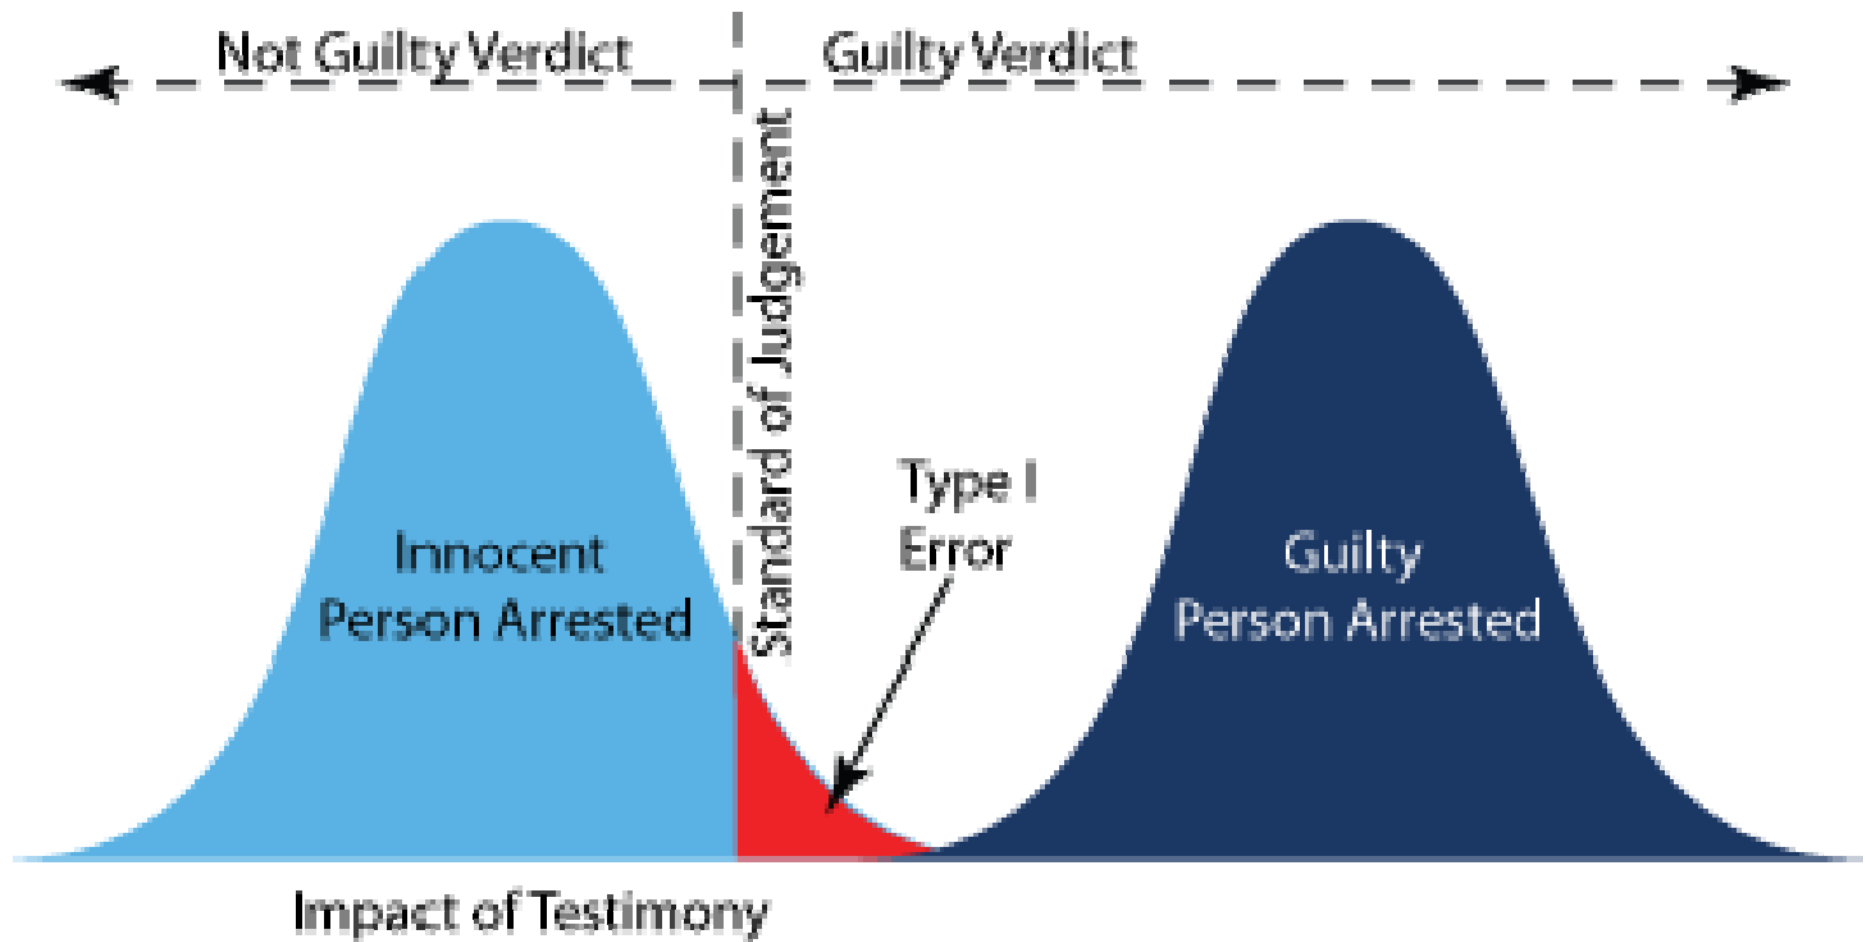 Not Guilty Verdict
Guilty Verdict
Standard of Judgement
Type I
Error
Innocent
Person Arrested
Guilty
Person Arrested
Impact of Testimony